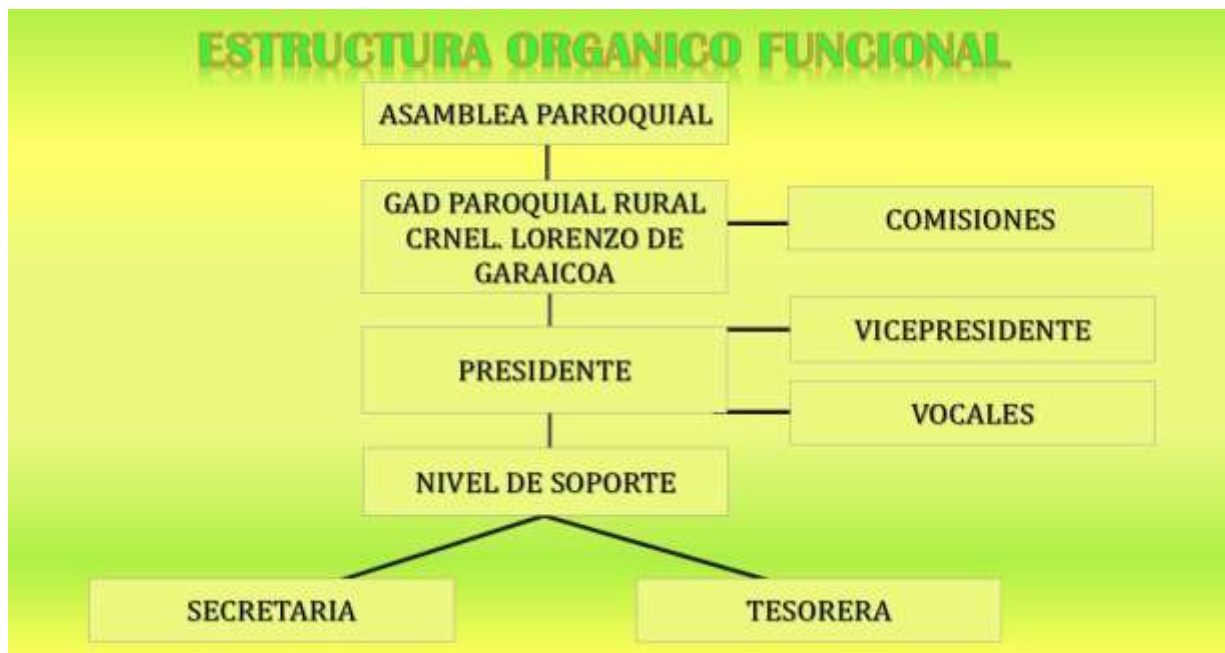 ESTRUCTURA ORGANICO FUNCIONAL
ASAMBLEA PARROQUIAL
GAD PAROQUIAL RURAL
CRNEL. LORENZO DE
GARAICOA
COMISIONES
VICEPRESIDENTE
PRESIDENTE
VOCALES
NIVEL DE SOPORTE
SECRETARIA
TESORERA